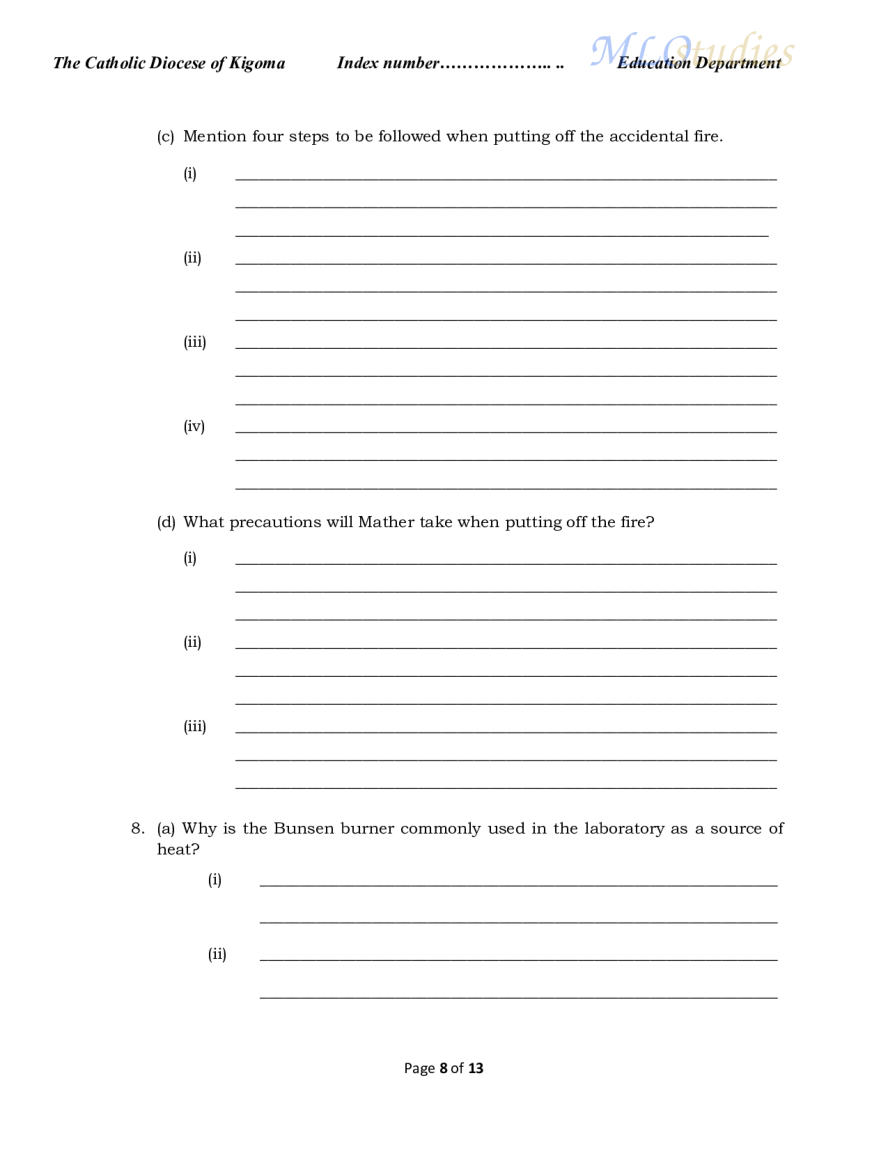 The Catholic Diocese of Kigoma Index number……………….. .. Education Department
MLOstudies
(c) Mention four steps to be followed when putting off the accidental fire.
(i)
(ii)
(iii)
(iv)
(d) What precautions will Mather take when putting off the fire?
(i)
(ii)
(iii)
8. (a) Why is the Bunsen burner commonly used in the laboratory as a source of
heat?
(i)
(ii)
Page 8 of 13